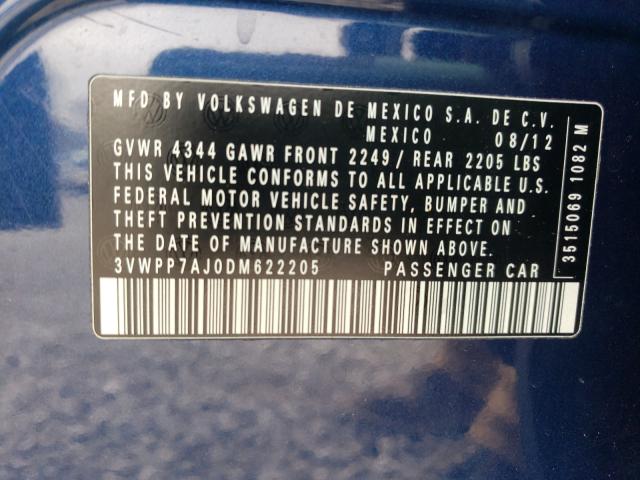 MFD BY VOLKSWAGEN DE MEXICO S.A. DE C.V.
MEXICO 08/12
GVWR 4344 GAWR FRONT 2249/ REAR 2205 LBS
THIS VEHICLE CONFORMS TO ALL APPLICABLE U.S.
FEDERAL MOTOR VEHICLE SAFETY, BUMPER AND
THEFT PREVENTION STANDARDS IN EFFECT ON
THE DATE OF MANUFACTURE SHOWN ABOVE.
3VWPP7AJ0DM622205 PASSENGER CAR
3515069 1082 M